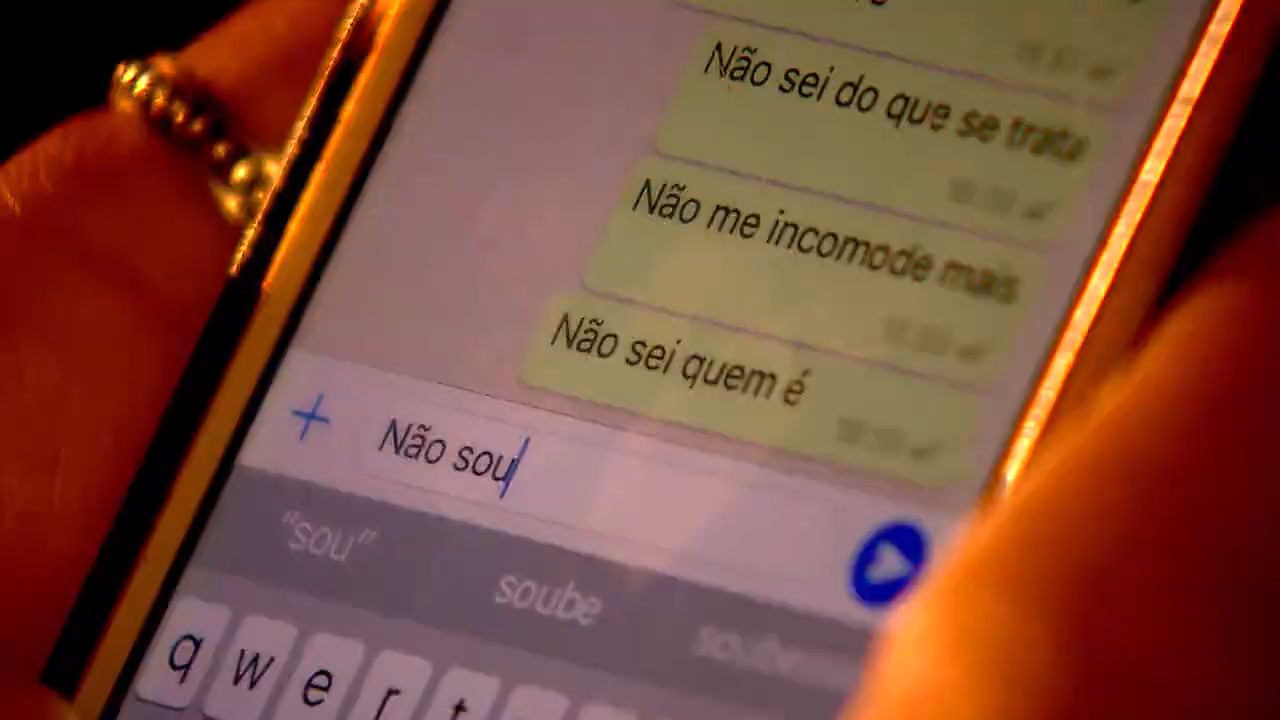 Não sei do que se trata
Não me incomode mais
Não sei quem é
Não sou
"sou"
soube
q w e r t